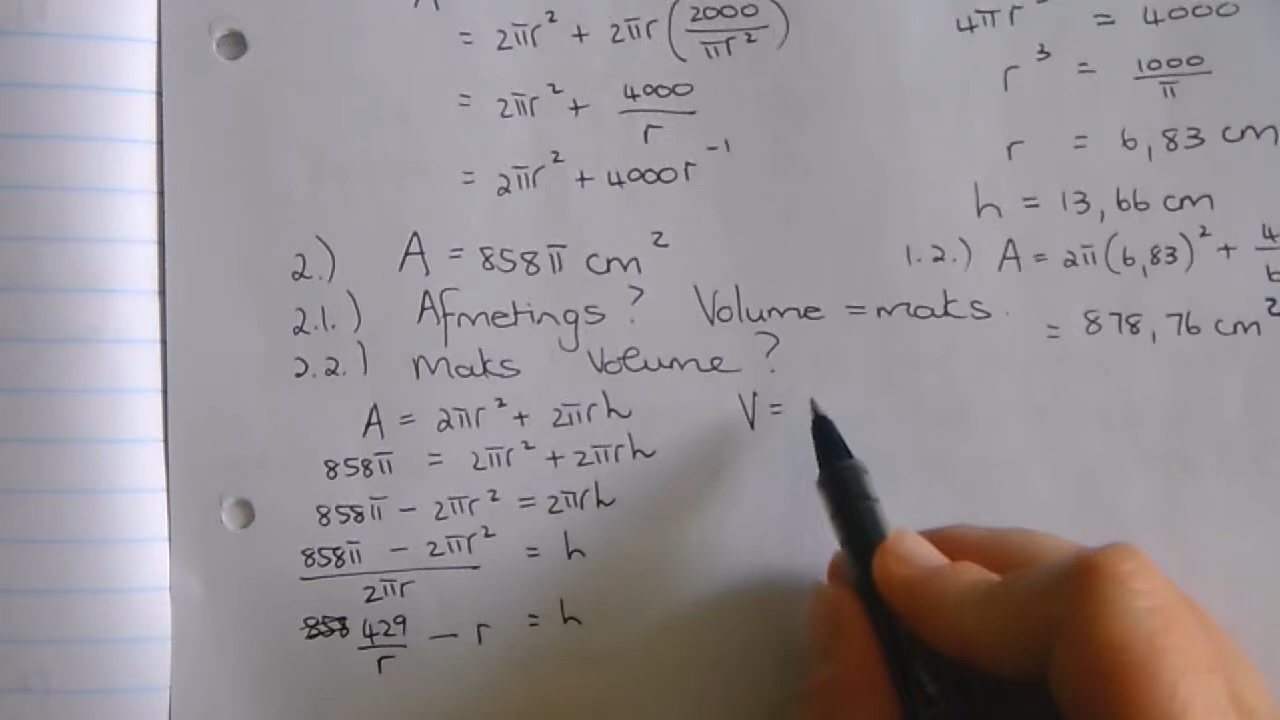 = 2πr² + 2πr(2000/πr²)
= 2πr² + 4000/r
= 2πr² + 4000r⁻¹
4πr = 4000
r³ = 1000/π
r = 6,83 cm
h = 13,66 cm
1.2.) A = 2π(6,83)² + 4
= 878,76 cm²
2.) A = 858π cm²
2.1.) Afmetings? Volume = maks.
2.2.) Maks Volume?
A = 2πr² + 2πrh
858π = 2πr² + 2πrh
858π - 2πr² = 2πrh
858π - 2πr² / 2πr = h
429/r - r = h
V =